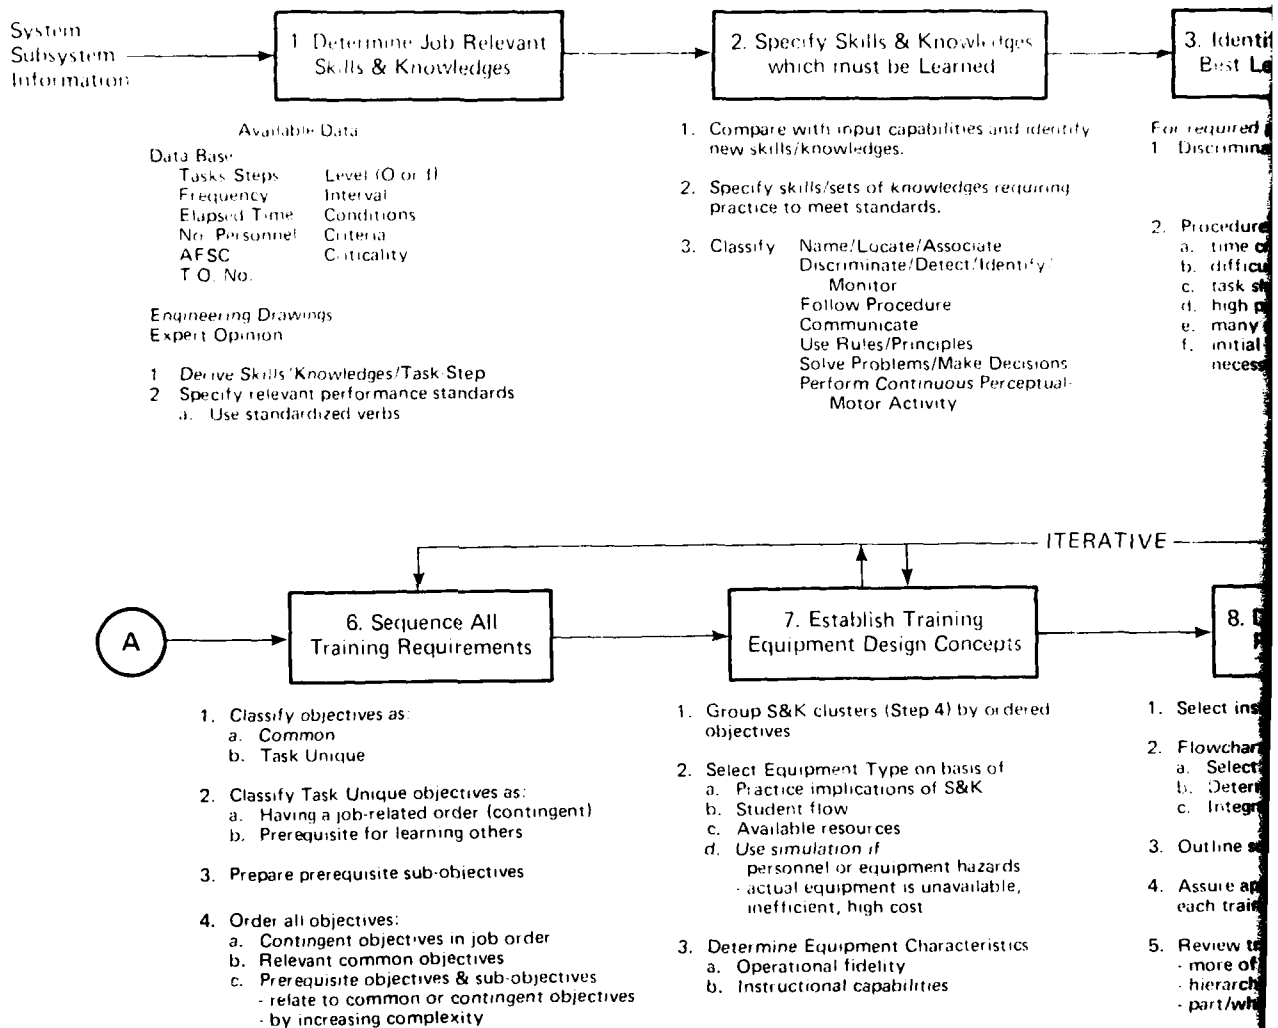 System
Subsystem
Information
1 Determine Job Relevant
Skills & Knowledges
2. Specify Skills & Knowledges
which must be Learned
3. Identif
Best Le
Available Data
Data Base
Tasks Steps Level (O or I)
Frequency Interval
Elapsed Time Conditions
No. Personnel Criteria
AFSC Criticality
T.O. No.
Engineering Drawings
Expert Opinion
1 Derive Skills/Knowledges/Task Step
2 Specify relevant performance standards
a. Use standardized verbs
1. Compare with input capabilities and identify
new skills/knowledges.
2. Specify skills/sets of knowledges requiring
practice to meet standards.
3. Classify Name/Locate/Associate
Discriminate/Detect/Identify/
Monitor
Follow Procedure
Communicate
Use Rules/Principles
Solve Problems/Make Decisions
Perform Continuous Perceptual-
Motor Activity
For required
1 Discrimina
2. Procedure
a. time
b. difficu
c. task
d. high
e. many
f. initial
necess
ITERATIVE
A
6. Sequence All
Training Requirements
7. Establish Training
Equipment Design Concepts
8.
1. Classify objectives as:
a. Common
b. Task Unique
2. Classify Task Unique objectives as:
a. Having a job-related order (contingent)
b. Prerequisite for learning others
3. Prepare prerequisite sub-objectives
4. Order all objectives:
a. Contingent objectives in job order
b. Relevant common objectives
c. Prerequisite objectives & sub-objectives
- relate to common or contingent objectives
- by increasing complexity
1. Group S&K clusters (Step 4) by ordered
objectives
2. Select Equipment Type on basis of
a. Practice implications of S&K
b. Student flow
c. Available resources
d. Use simulation if
personnel or equipment hazards
- actual equipment is unavailable,
inefficient, high cost
3. Determine Equipment Characteristics
a. Operational fidelity
b. Instructional capabilities
1. Select ins
2. Flowchar
a. Select
b. Deter
c. Integr
3. Outline
4. Assure ap
each train
5. Review
- more of
- hierarch
- part/wh